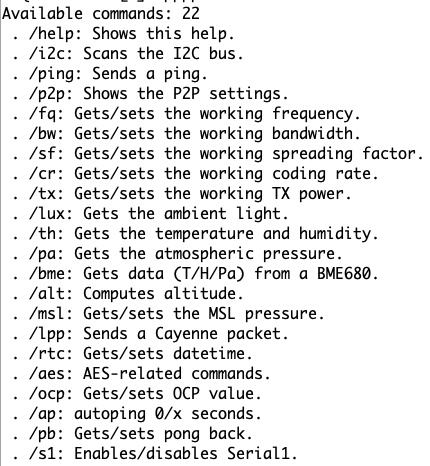 Available commands: 22
. /help: Shows this help.
. /i2c: Scans the I2C bus.
. /ping: Sends a ping.
. /p2p: Shows the P2P settings.
. /fq: Gets/sets the working frequency.
. /bw: Gets/sets the working bandwidth.
. /sf: Gets/sets the working spreading factor.
. /cr: Gets/sets the working coding rate.
. /tx: Gets/sets the working TX power.
. /lux: Gets the ambient light.
. /th: Gets the temperature and humidity.
. /pa: Gets the atmospheric pressure.
. /bme: Gets data (T/H/Pa) from a BME680.
. /alt: Computes altitude.
. /msl: Gets/sets the MSL pressure.
. /lpp: Sends a Cayenne packet.
. /rtc: Gets/sets datetime.
. /aes: AES-related commands.
. /ocp: Gets/sets OCP value.
. /ap: autoping 0/x seconds.
. /pb: Gets/sets pong back.
. /s1: Enables/disables Serial1.